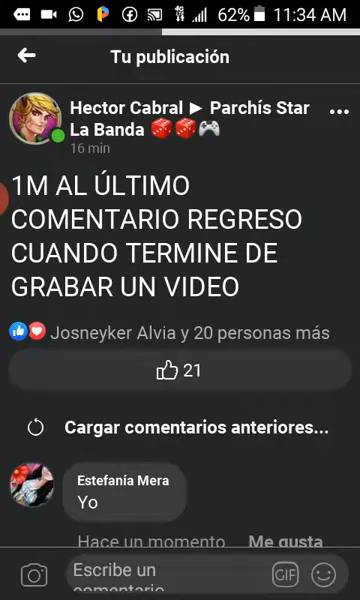 62% 11:34 AM
Tu publicación
Hector Cabral ► Parchís Star
La Banda 🎲🎲🎮
16 min
1M AL ÚLTIMO
COMENTARIO REGRESO
CUANDO TERMINE DE
GRABAR UN VIDEO
Josneyker Alvia y 20 personas más
21
Cargar comentarios anteriores...
Estefanía Mera
Yo
Hace un momento Me gusta
Escribe un
comentario
GIF